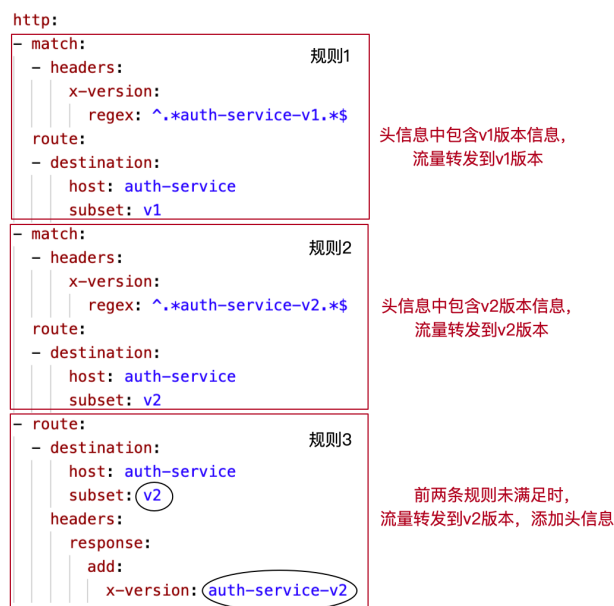 http:
- match:
规则1
- headers:
x-version:
regex: ^.*auth-service-v1.*$
route:
- destination:
host: auth-service
subset: v1
头信息中包含v1版本信息，
流量转发到v1版本
- match:
规则2
- headers:
x-version:
regex: ^.*auth-service-v2.*$
route:
- destination:
host: auth-service
subset: v2
头信息中包含v2版本信息，
流量转发到v2版本
- route:
规则3
- destination:
host: auth-service
subset: v2
headers:
response:
add:
x-version: auth-service-v2
前两条规则未满足时，
流量转发到v2版本，添加头信息